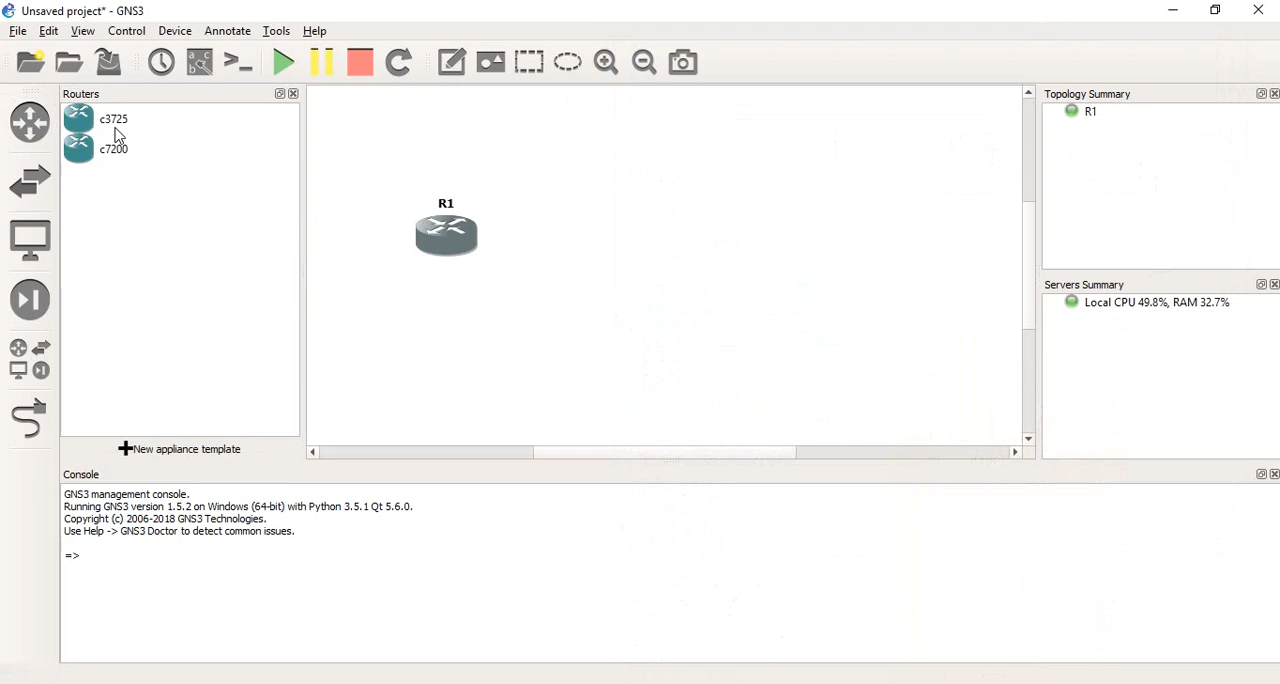 Unsaved project* - GNS3
File Edit View Control Device Annotate Tools Help
Routers
c3725
c7200
New appliance template
R1
Topology Summary
R1
Servers Summary
Local CPU 49.8%, RAM 32.7%
Console
GNS3 management console.
Running GNS3 version 1.5.2 on Windows (64-bit) with Python 3.5.1 Qt 5.6.0.
Copyright (c) 2006-2018 GNS3 Technologies.
Use Help -> GNS3 Doctor to detect common issues.
=>